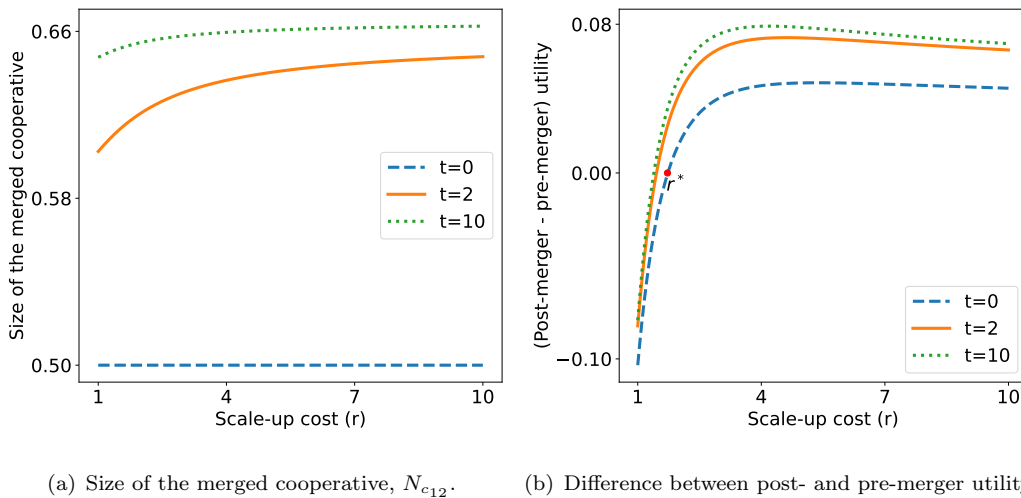 Size of the merged cooperative
0.66
0.58
0.50
t=0
t=2
t=10
1
4
7
10
Scale-up cost (r)
(a) Size of the merged cooperative, N_{c_{12}}.
(Post-merger - pre-merger) utility
0.08
0.00
−0.10
r*
t=0
t=2
t=10
1
4
7
10
Scale-up cost (r)
(b) Difference between post- and pre-merger utilit